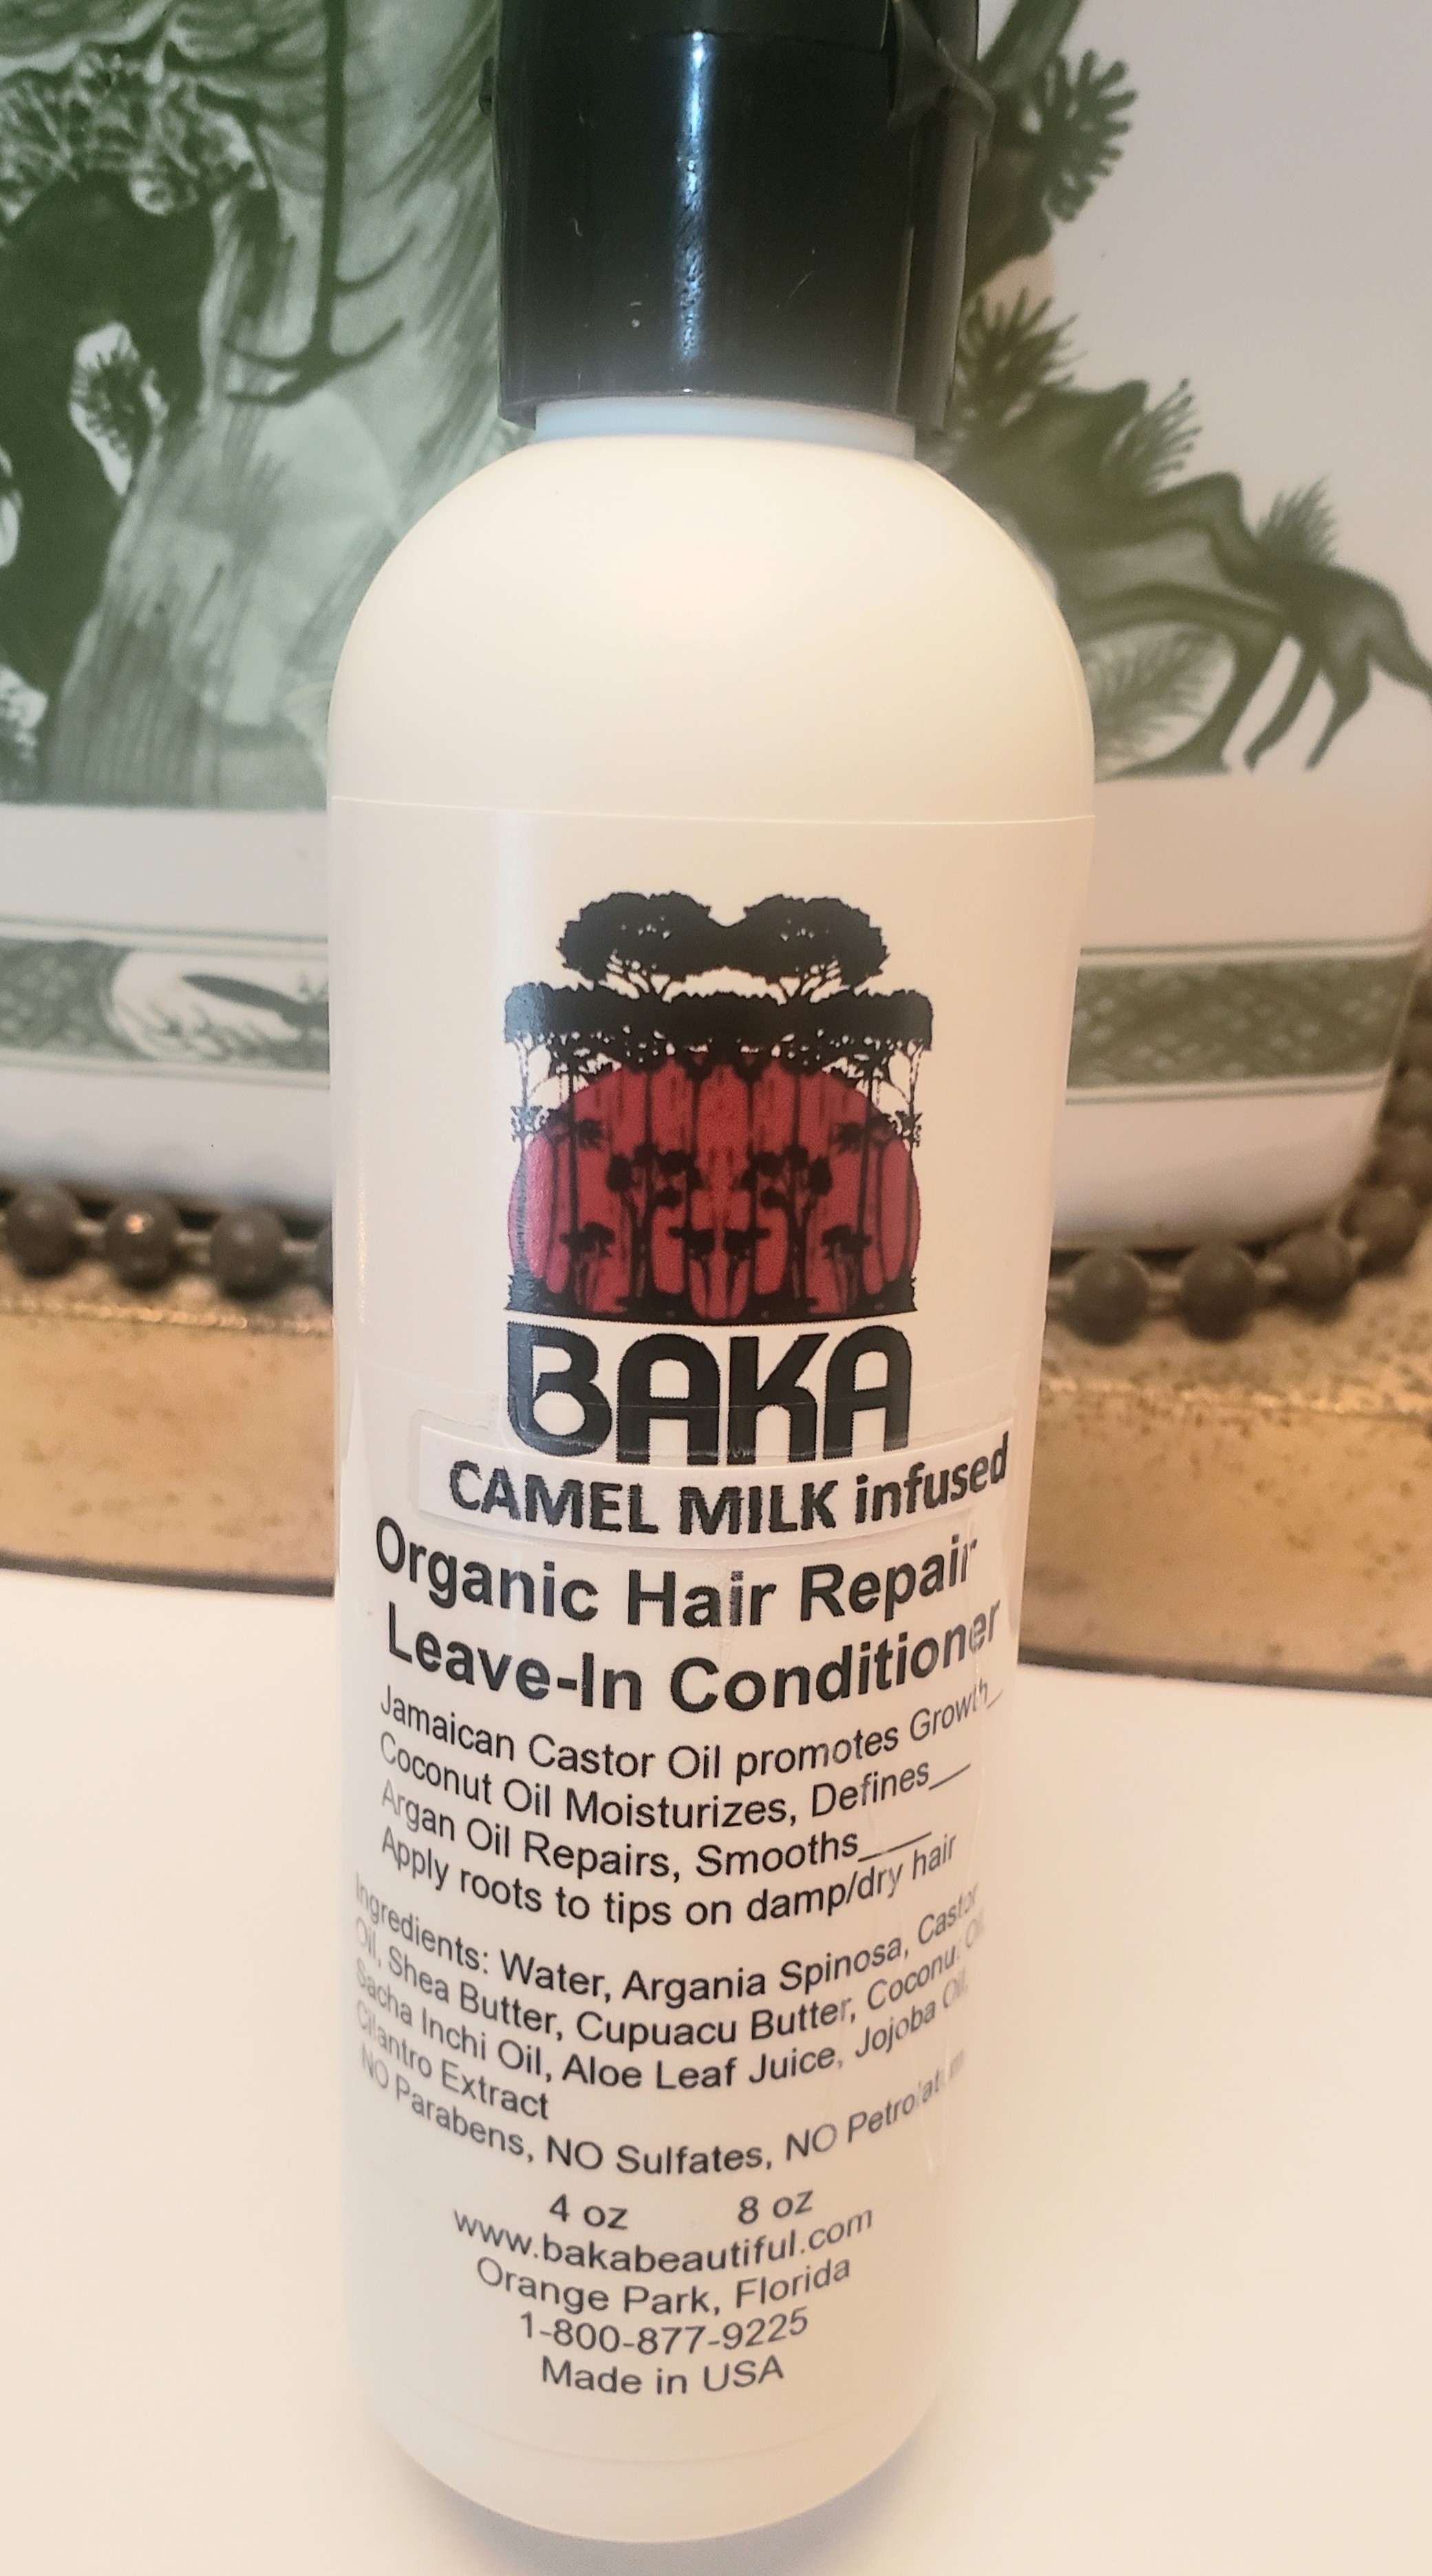 BAKA
CAMEL MILK infused
Organic Hair Repair
Leave-In Conditioner
Jamaican Castor Oil promotes Growth_
Coconut Oil Moisturizes, Defines__
Argan Oil Repairs, Smooths___
Apply roots to tips on damp/dry hair
Ingredients: Water, Argania Spinosa, Castor
Oil, Shea Butter, Cupuacu Butter, Coconut Oil,
Sacha Inchi Oil, Aloe Leaf Juice, Jojoba Oil,
Cilantro Extract
NO Parabens, NO Sulfates, NO Petrolatum
4 oz 8 oz
www.bakabeautiful.com
Orange Park, Florida
1-800-877-9225
Made in USA